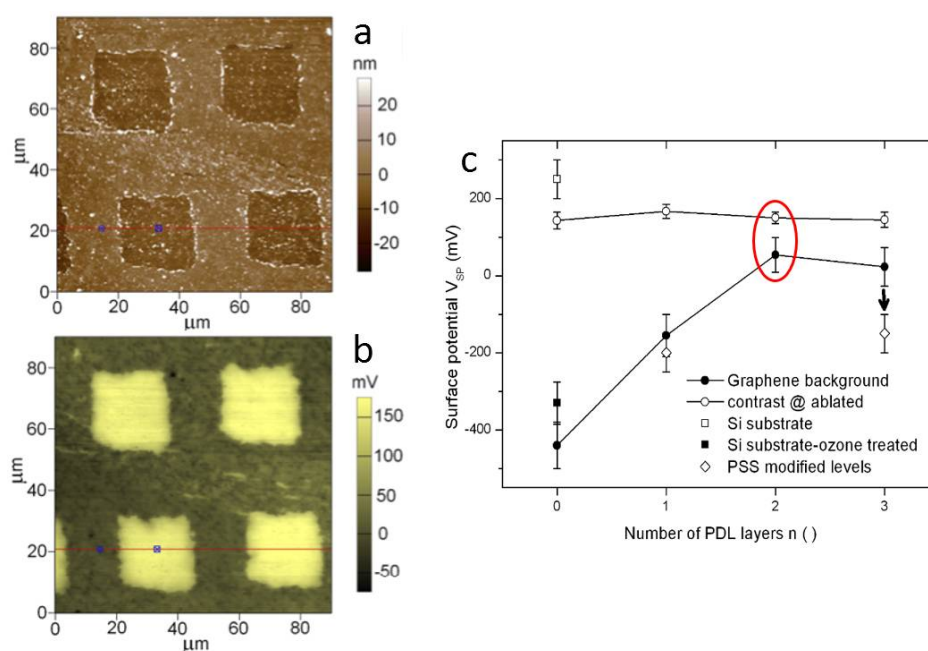 a
nm
20
10
0
-10
-20
80
60
40
20
0
μm
0 20 40 60 80
μm
b
mV
150
100
50
0
-50
80
60
40
20
0
μm
0 20 40 60 80
μm
c
Surface potential V_SP (mV)
200
0
-200
-400
0 1 2 3
Number of PDL layers n ( )
Graphene background
contrast @ ablated
Si substrate
Si substrate-ozone treated
PSS modified levels